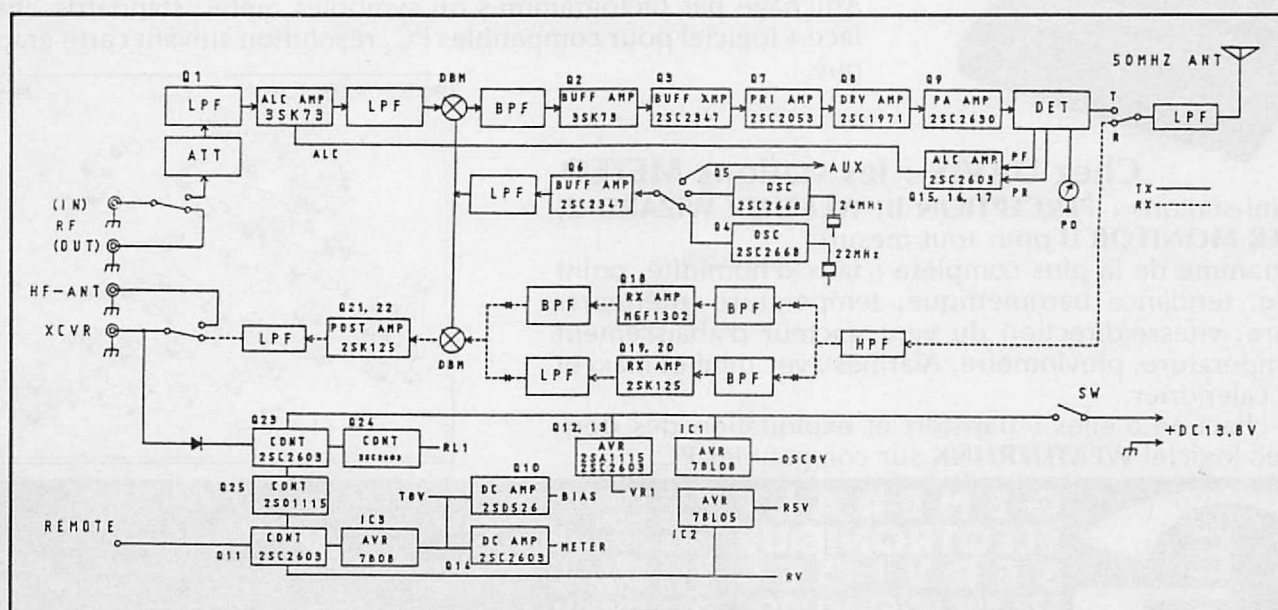 Q1
DBM
Q2
Q3
Q7
Q8
Q9
50MHZ ANT
LPF
ALC AMP
3SK73
LPF
BPF
BUFF AMP
3SK73
BUFF AMP
2SC2347
PRI AMP
2SC2053
DRV AMP
2SC1971
PA AMP
2SC2630
DET
T
R
LPF
ATT
ALC
Q6
LPF
BUFF AMP
2SC2347
Q5
AUX
OSC
Q4
OSC
2SC2668
24MHz
22MHz
ALC AMP
2SC2603
PF
PR
Q15, 16, 17
PO
TX
RX
(IN)
RF
(OUT)
HF-ANT
XCVR
Q21, 22
LPF
POST AMP
2SK125
DBM
Q18
BPF
RX AMP
MGF1302
BPF
Q19, 20
RX AMP
2SK125
BPF
HPF
SW
+DC13,8V
Q23
Q24
CONT
2SC2603
CONT
Q12, 13
AVR
2SC2603
IC1
AVR
78L08
OSC8V
Q25
CONT
2SD1115
T8V
Q10
DC AMP
2SD526
BIAS
VR1
AVR
78L05
IC2
R5V
REMOTE
Q11
CONT
2SC2603
IC3
AVR
7808
Q14
DC AMP
2SC2603
METER
RV